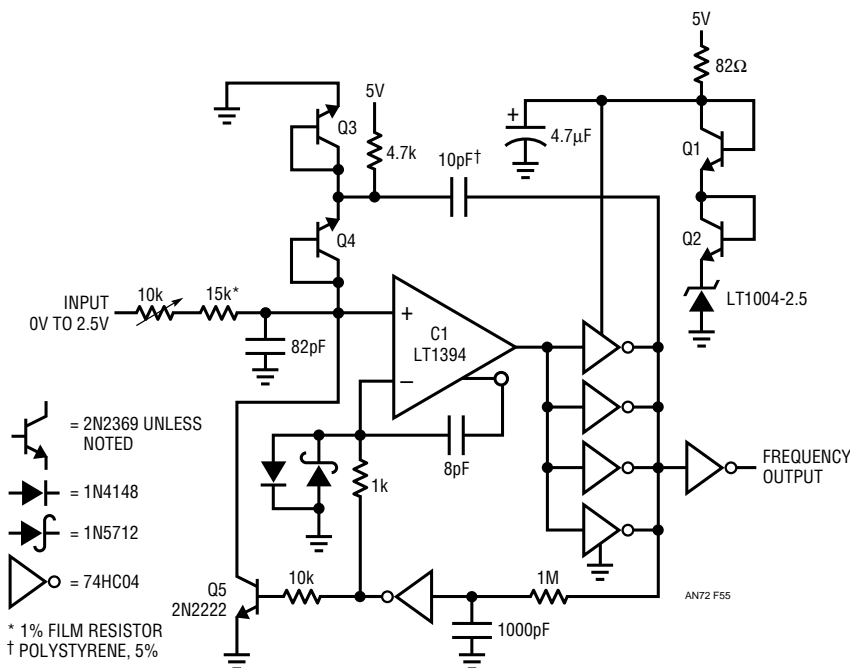 5V
82Ω
Q3
5V
4.7k
+
4.7µF
Q1
10pF†
Q4
Q2
LT1004-2.5
INPUT
0V TO 2.5V
10k
15k*
+
C1
LT1394
–
82pF
8pF
= 2N2369 UNLESS
NOTED
= 1N4148
= 1N5712
= 74HC04
* 1% FILM RESISTOR
† POLYSTYRENE, 5%
1k
FREQUENCY
OUTPUT
Q5
2N2222
10k
1M
1000pF
AN72 F55